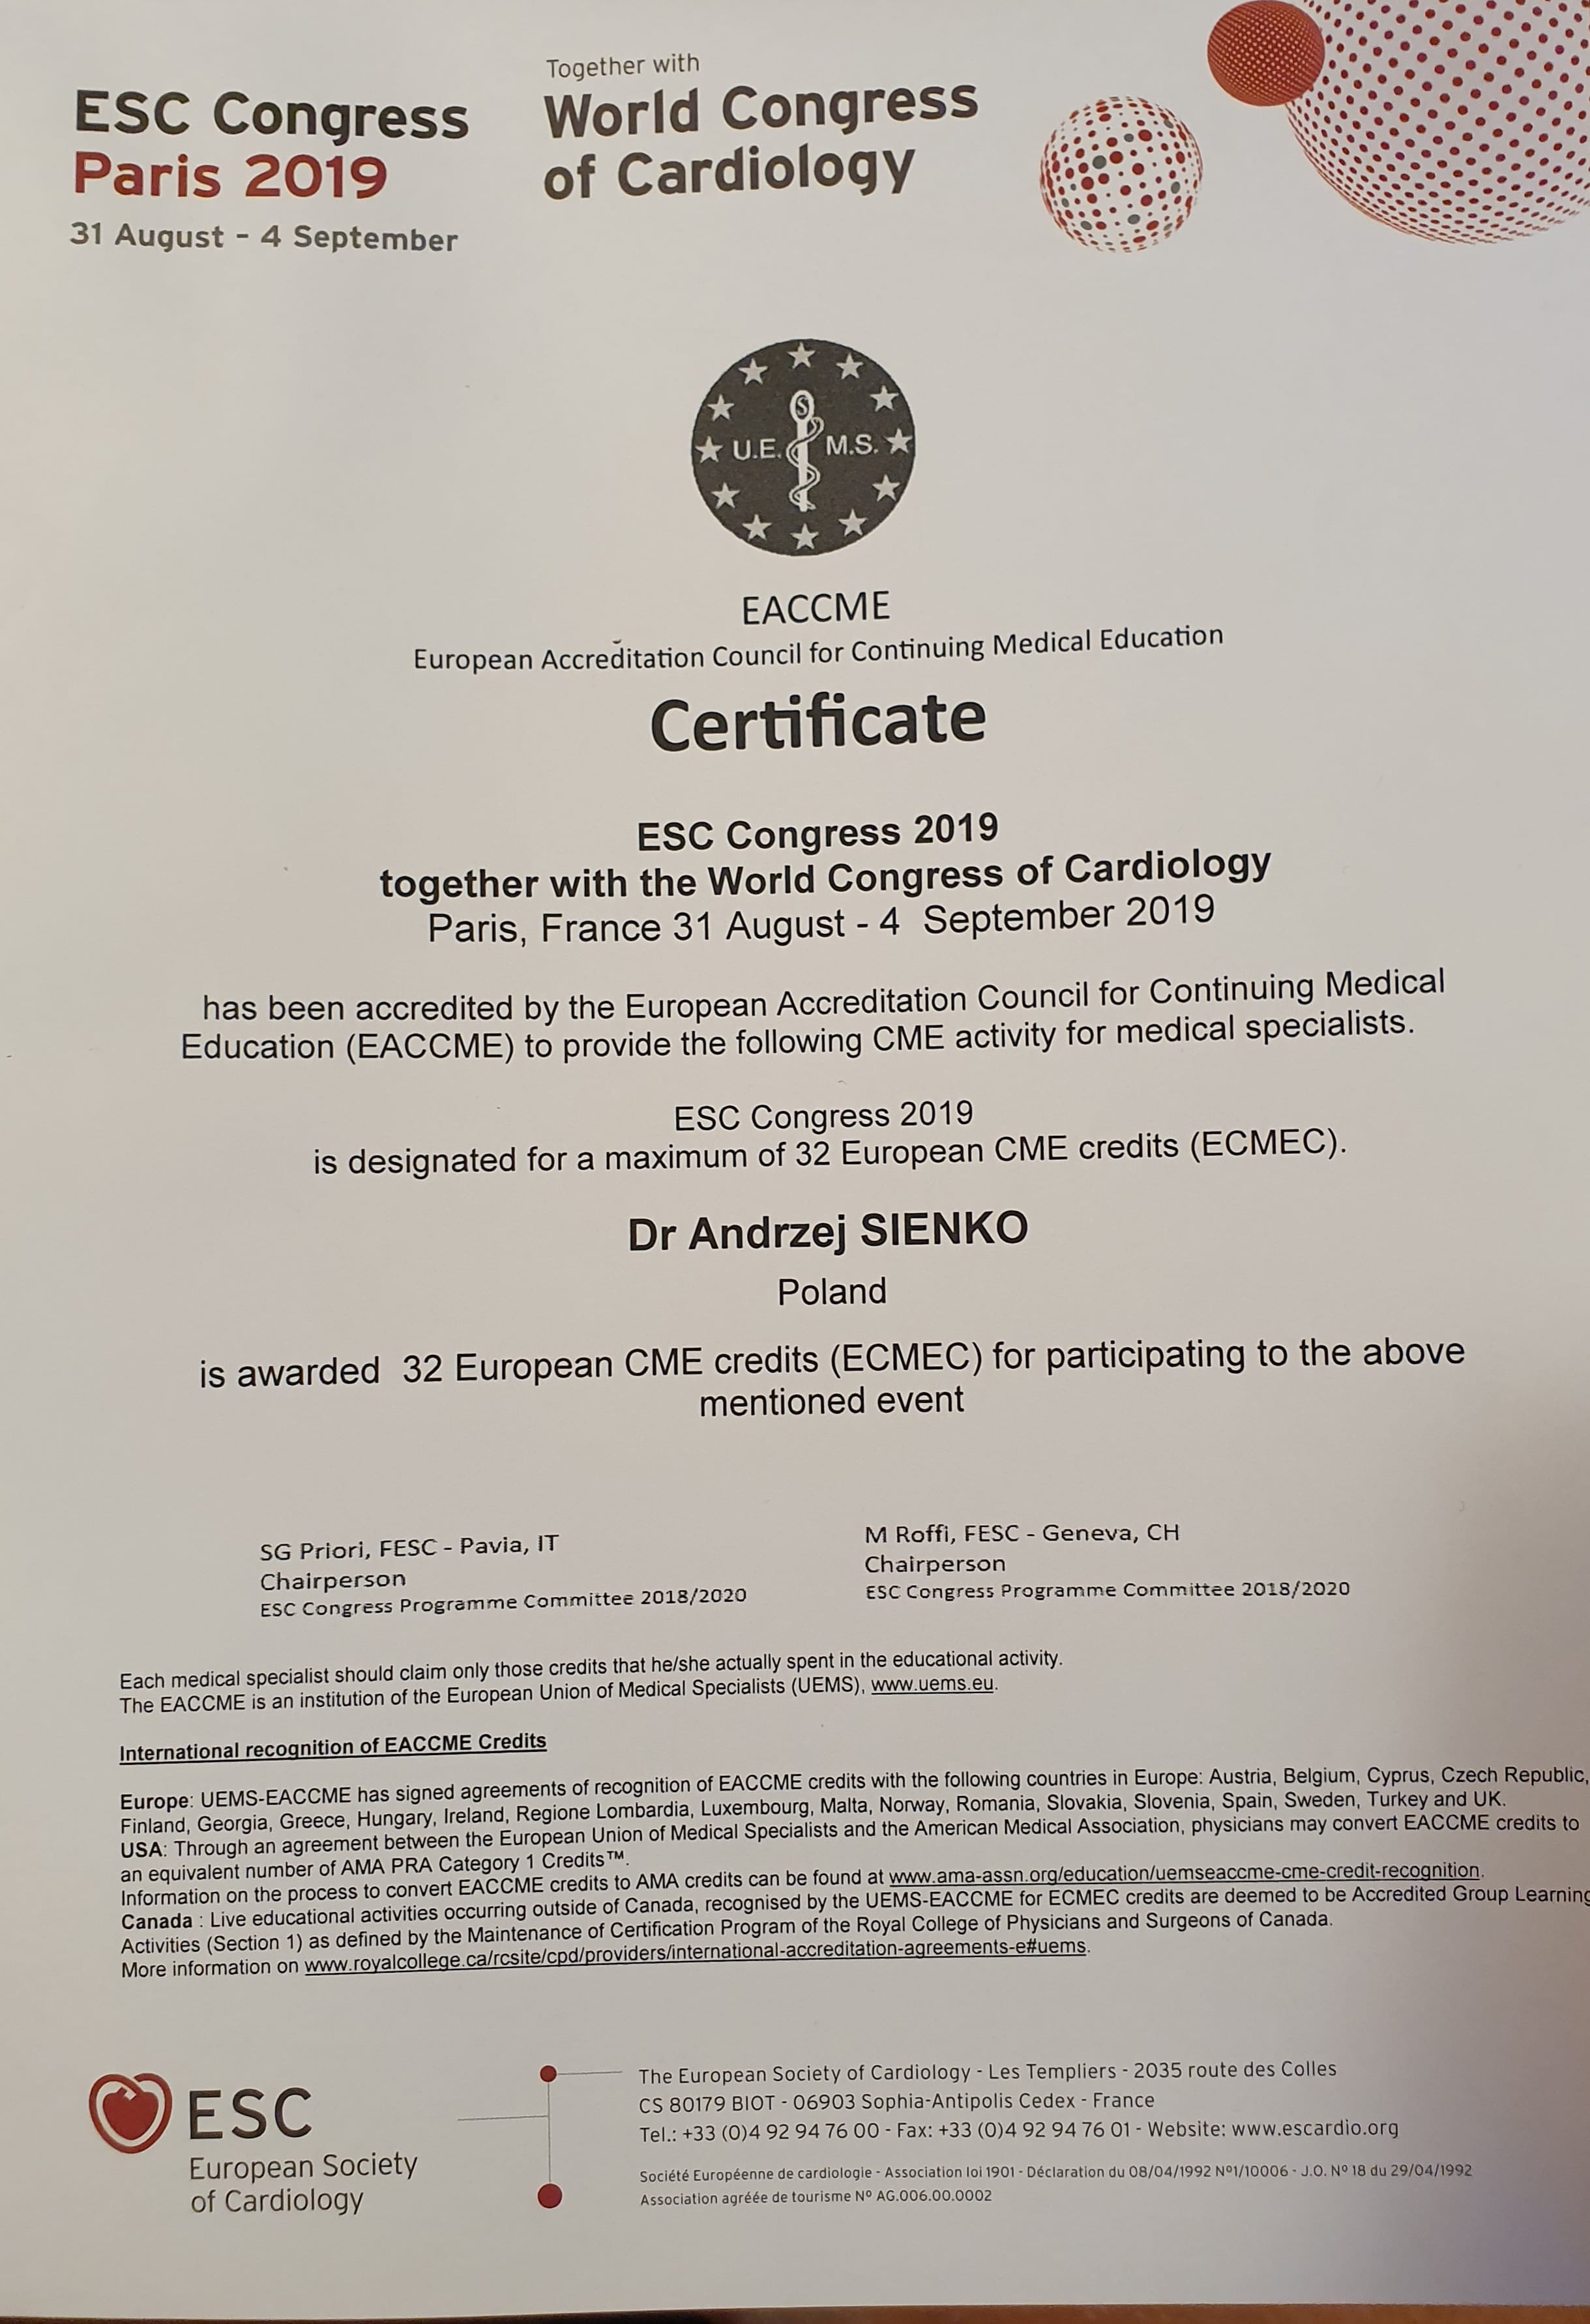 ESC Congress
Paris 2019
31 August - 4 September
Together with
World Congress
of Cardiology
U.E. M.S.
EACCME
European Accreditation Council for Continuing Medical Education
Certificate
ESC Congress 2019
together with the World Congress of Cardiology
Paris, France 31 August - 4 September 2019
has been accredited by the European Accreditation Council for Continuing Medical
Education (EACCME) to provide the following CME activity for medical specialists.
ESC Congress 2019
is designated for a maximum of 32 European CME credits (ECMEC).
Dr Andrzej SIENKO
Poland
is awarded 32 European CME credits (ECMEC) for participating to the above
mentioned event
SG Priori, FESC - Pavia, IT
Chairperson
ESC Congress Programme Committee 2018/2020
M Roffi, FESC - Geneva, CH
Chairperson
ESC Congress Programme Committee 2018/2020
Each medical specialist should claim only those credits that he/she actually spent in the educational activity.
The EACCME is an institution of the European Union of Medical Specialists (UEMS), www.uems.eu.
International recognition of EACCME Credits
Europe: UEMS-EACCME has signed agreements of recognition of EACCME credits with the following countries in Europe: Austria, Belgium, Cyprus, Czech Republic,
Finland, Georgia, Greece, Hungary, Ireland, Regione Lombardia, Luxembourg, Malta, Norway, Romania, Slovakia, Slovenia, Spain, Sweden, Turkey and UK.
USA: Through an agreement between the European Union of Medical Specialists and the American Medical Association, physicians may convert EACCME credits to
an equivalent number of AMA PRA Category 1 Credits™.
Information on the process to convert EACCME credits to AMA credits can be found at www.ama-assn.org/education/uemseaccme-cme-credit-recognition.
Canada : Live educational activities occurring outside of Canada, recognised by the UEMS-EACCME for ECMEC credits are deemed to be Accredited Group Learning
Activities (Section 1) as defined by the Maintenance of Certification Program of the Royal College of Physicians and Surgeons of Canada.
More information on www.royalcollege.ca/rcsite/cpd/providers/international-accreditation-agreements-e#uems.
ESC
European Society
of Cardiology
The European Society of Cardiology - Les Templiers - 2035 route des Colles
CS 80179 BIOT - 06903 Sophia-Antipolis Cedex - France
Tel.: +33 (0)4 92 94 76 00 - Fax: +33 (0)4 92 94 76 01 - Website: www.escardio.org
Société Européenne de cardiologie - Association loi 1901 - Déclaration du 08/04/1992 Nº1/10006 - J.O. Nº 18 du 29/04/1992
Association agréée de tourisme Nº AG.006.00.0002